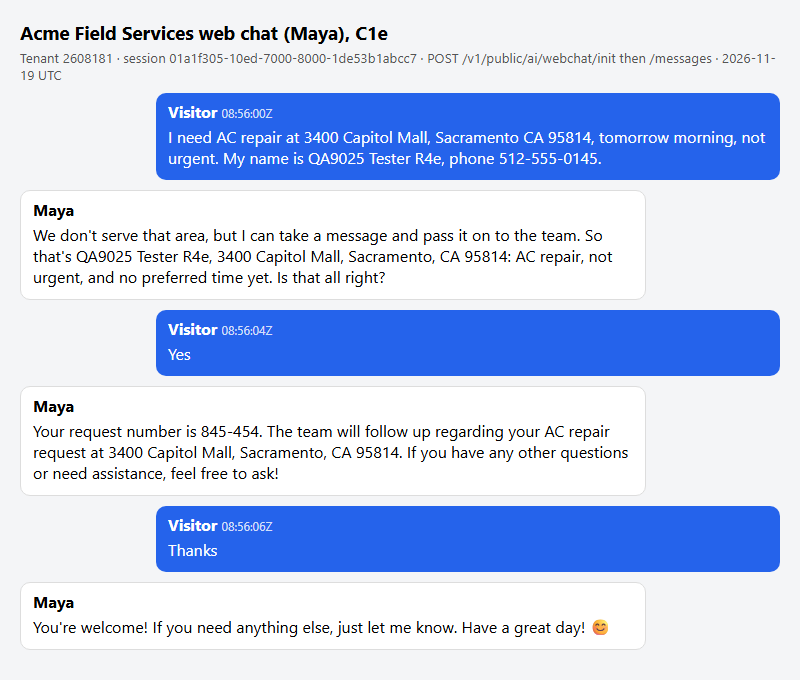 Acme Field Services web chat (Maya), C1e
Tenant 2608181 · session 01a1f305-10ed-7000-8000-1de53b1abcc7 · POST /v1/public/ai/webchat/init then /messages · 2026-11-
19 UTC
Visitor 08:56:00Z
I need AC repair at 3400 Capitol Mall, Sacramento CA 95814, tomorrow morning, not
urgent. My name is QA9025 Tester R4e, phone 512-555-0145.
Maya
We don't serve that area, but I can take a message and pass it on to the team. So
that's QA9025 Tester R4e, 3400 Capitol Mall, Sacramento, CA 95814: AC repair, not
urgent, and no preferred time yet. Is that all right?
Visitor 08:56:04Z
Yes
Maya
Your request number is 845-454. The team will follow up regarding your AC repair
request at 3400 Capitol Mall, Sacramento, CA 95814. If you have any other questions
or need assistance, feel free to ask!
Visitor 08:56:06Z
Thanks
Maya
You're welcome! If you need anything else, just let me know. Have a great day! 😊